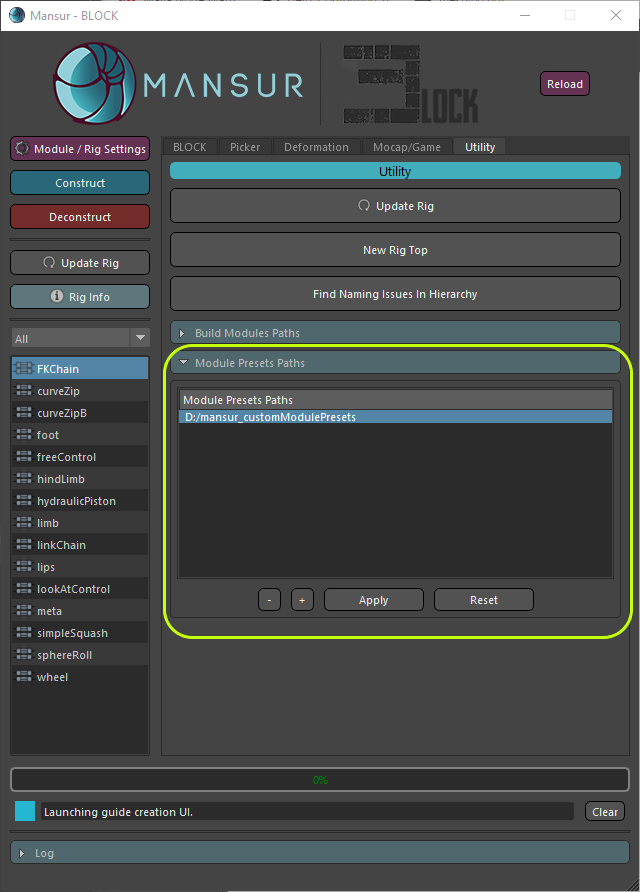 Mansur - BLOCK
MANSUR
BLOCK
Reload
Module / Rig Settings
Construct
Deconstruct
Update Rig
Rig Info
All
FKChain
curveZip
curveZipB
foot
freeControl
hindLimb
hydraulicPiston
limb
linkChain
lips
lookAtControl
meta
simpleSquash
sphereRoll
wheel
BLOCK Picker Deformation Mocap/Game Utility
Utility
Update Rig
New Rig Top
Find Naming Issues In Hierarchy
Build Modules Paths
Module Presets Paths
Module Presets Paths
D:/mansur_customModulePresets
- + Apply Reset
0%
Launching guide creation UI. Clear
Log